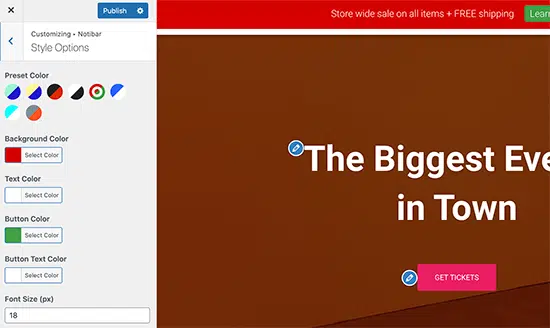 Publish
Customizing • Notibar
Style Options
Preset Color
Background Color
Select Color
Text Color
Select Color
Button Color
Select Color
Button Text Color
Select Color
Font Size (px)
18
Store wide sale on all items + FREE shipping
Lear
The Biggest Eve
in Town
GET TICKETS